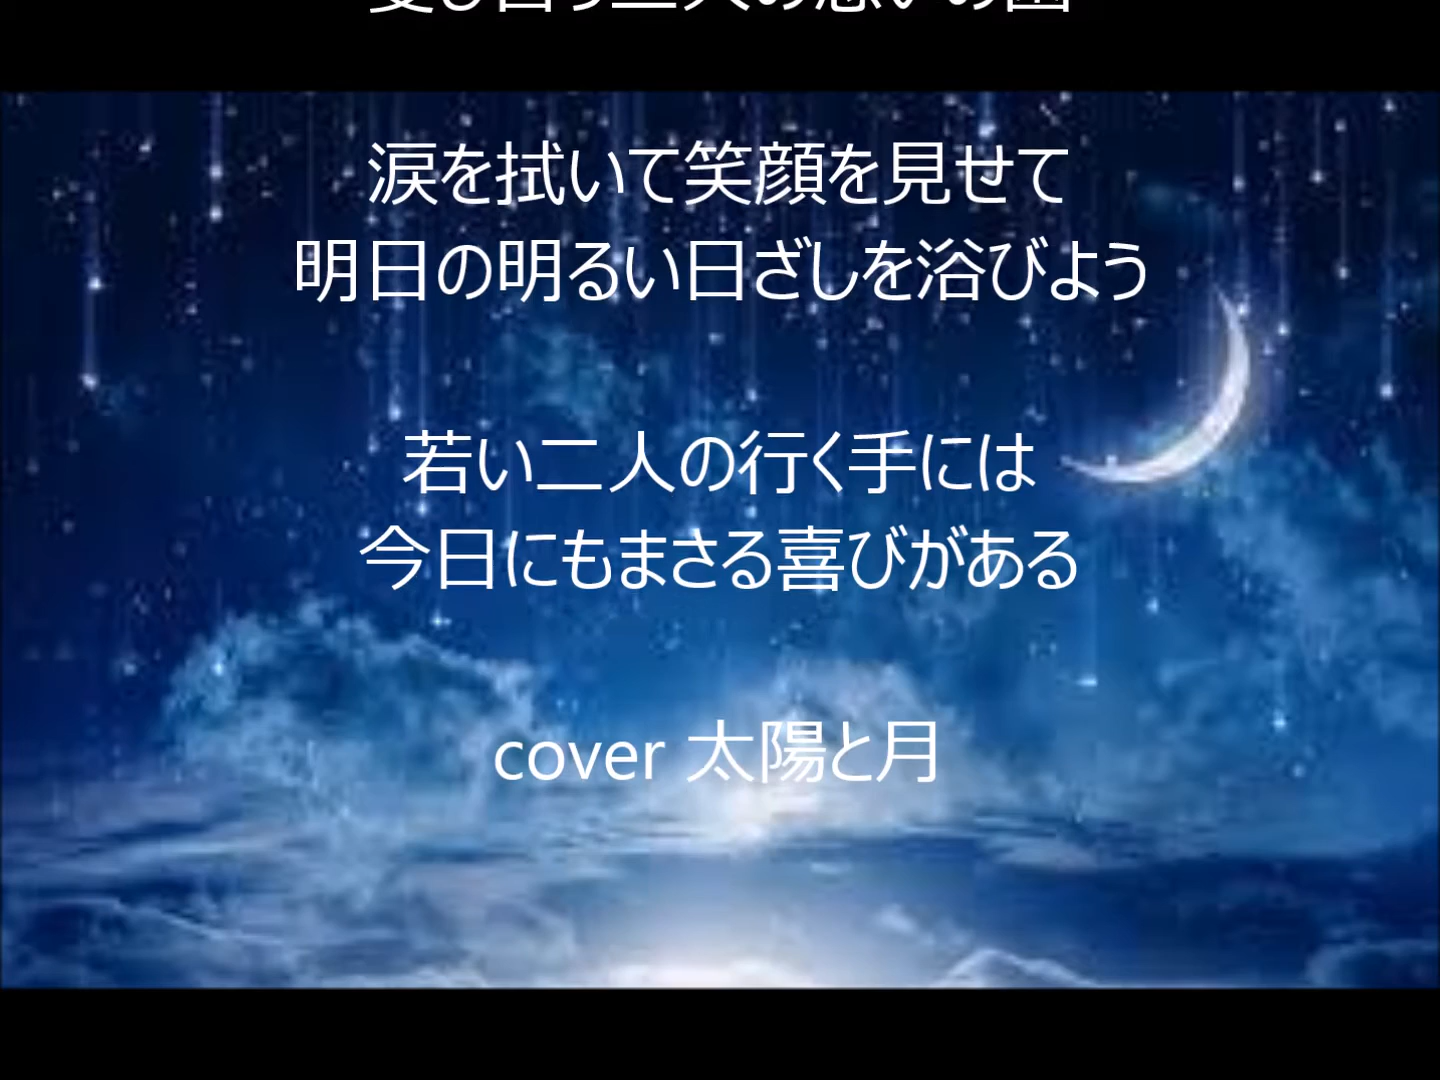 涙を拭いて笑顔を見せて
明日の明るい日ざしを浴びよう
若い二人の行く手には
今日にもまさる喜びがある
cover 太陽と月